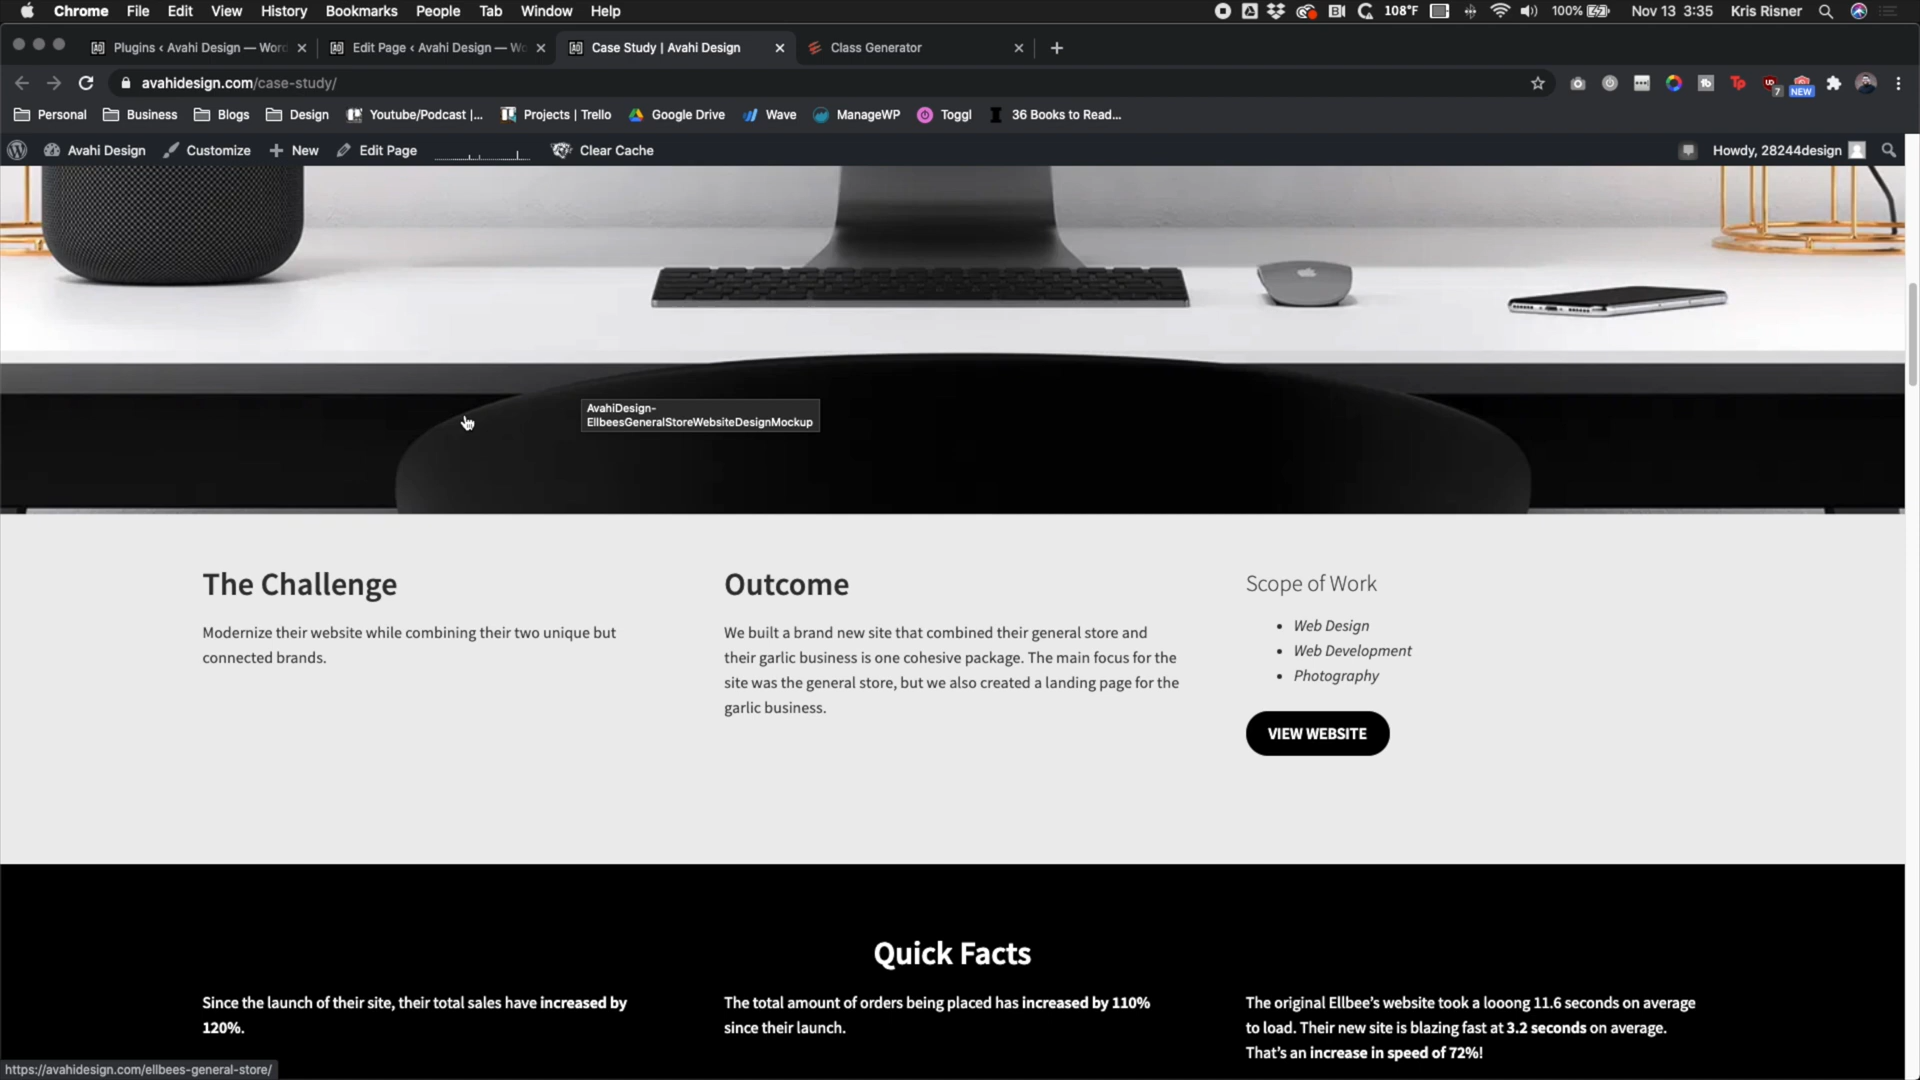 Chrome File Edit View History Bookmarks People Tab Window Help
108°F 100% Nov 13 3:35 Kris Risner
Plugins ‹ Avahi Design — Word
Edit Page ‹ Avahi Design — Wo
Case Study | Avahi Design
Class Generator
avahidesign.com/case-study/
7
NEW
Personal Business Blogs Design Youtube/Podcast |... Projects | Trello Google Drive Wave ManageWP Toggl 36 Books to Read...
Avahi Design Customize New Edit Page Clear Cache Howdy, 28244design
AvahiDesign-
EllbeesGeneralStoreWebsiteDesignMockup
The Challenge
Modernize their website while combining their two unique but
connected brands.
Outcome
We built a brand new site that combined their general store and
their garlic business is one cohesive package. The main focus for the
site was the general store, but we also created a landing page for the
garlic business.
Scope of Work
• Web Design
• Web Development
• Photography
VIEW WEBSITE
Quick Facts
Since the launch of their site, their total sales have increased by
120%.
The total amount of orders being placed has increased by 110%
since their launch.
The original Ellbee's website took a looong 11.6 seconds on average
to load. Their new site is blazing fast at 3.2 seconds on average.
That's an increase in speed of 72%!
https://avahidesign.com/ellbees-general-store/